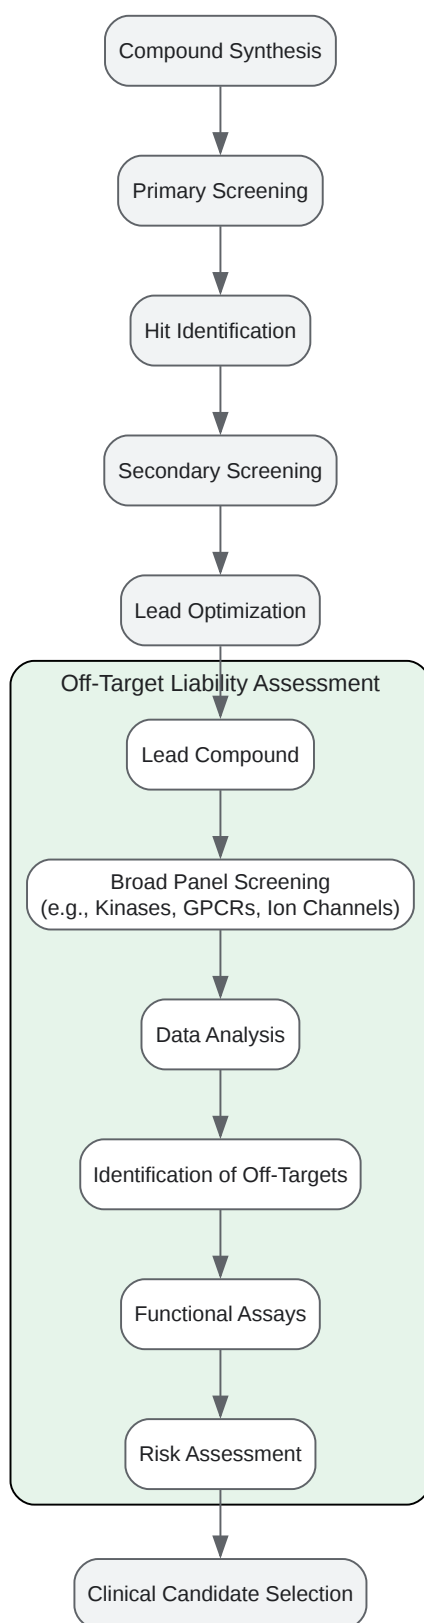 Compound Synthesis
Primary Screening
Hit Identification
Secondary Screening
Lead Optimization
Off-Target Liability Assessment
Lead Compound
Broad Panel Screening
(e.g., Kinases, GPCRs, Ion Channels)
Data Analysis
Identification of Off-Targets
Functional Assays
Risk Assessment
Clinical Candidate Selection